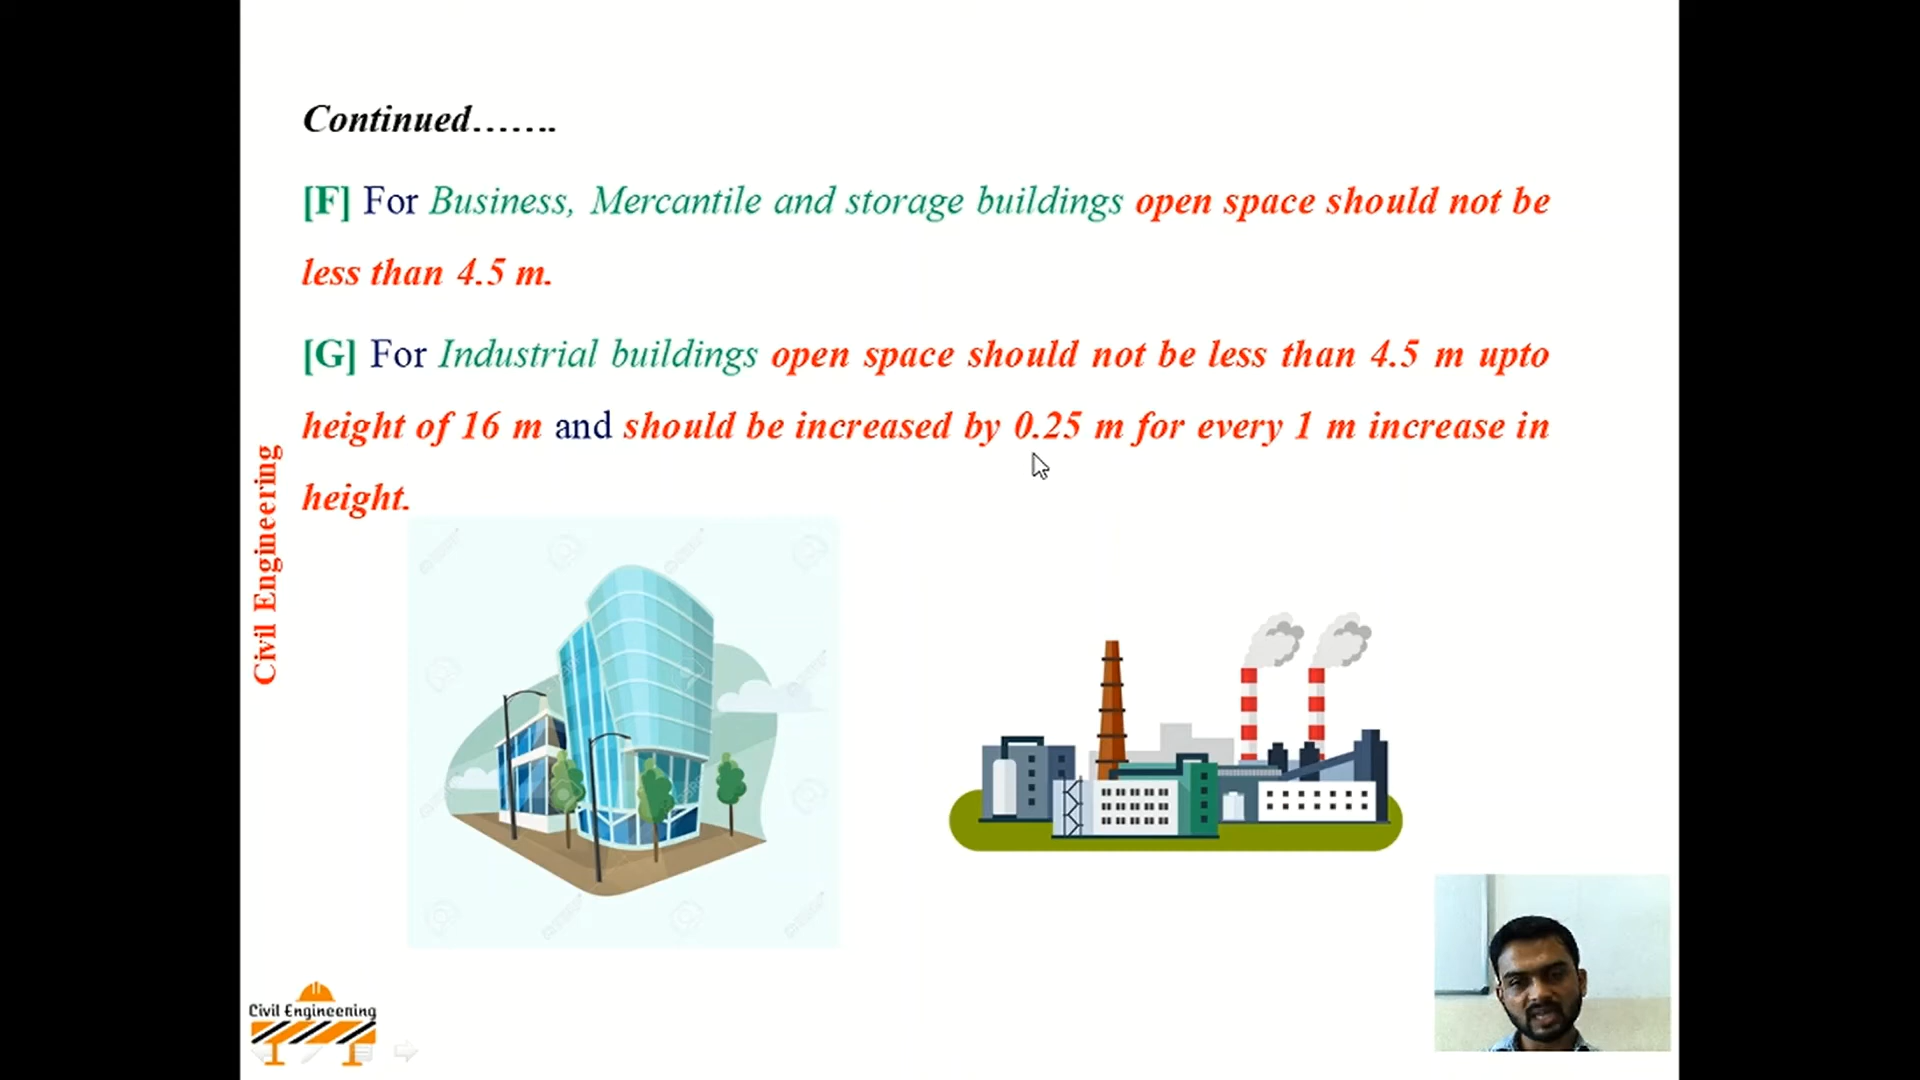 Continued…….
[F] For Business, Mercantile and storage buildings open space should not be
less than 4.5 m.
[G] For Industrial buildings open space should not be less than 4.5 m upto
height of 16 m and should be increased by 0.25 m for every 1 m increase in
height.
Civil Engineering
Civil Engineering